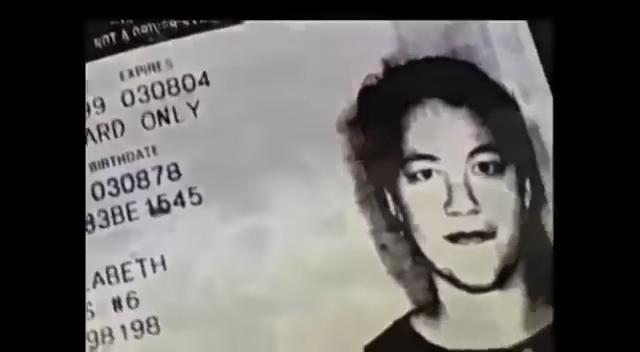 NOT A DRIVER
EXPIRES
99 030804
ARD ONLY
BIRTHDATE
030878
93BE 1545
ABETH
S #6
98198